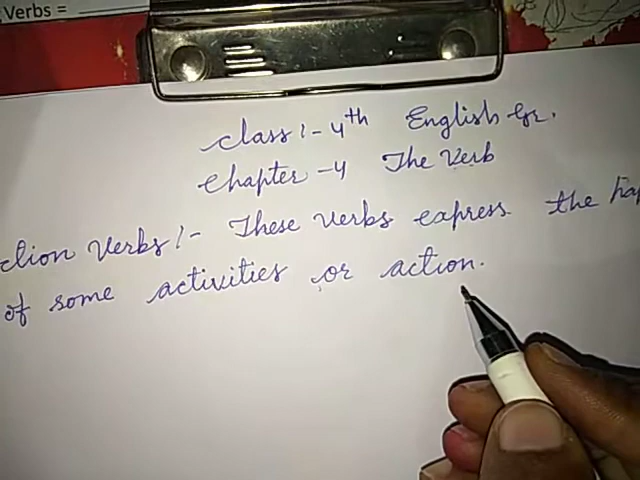 Verbs =
Class :- 4th English Gr.
Chapter - 4 The Verb
ction Verbs :- These verbs express the hap
of some activities or action.